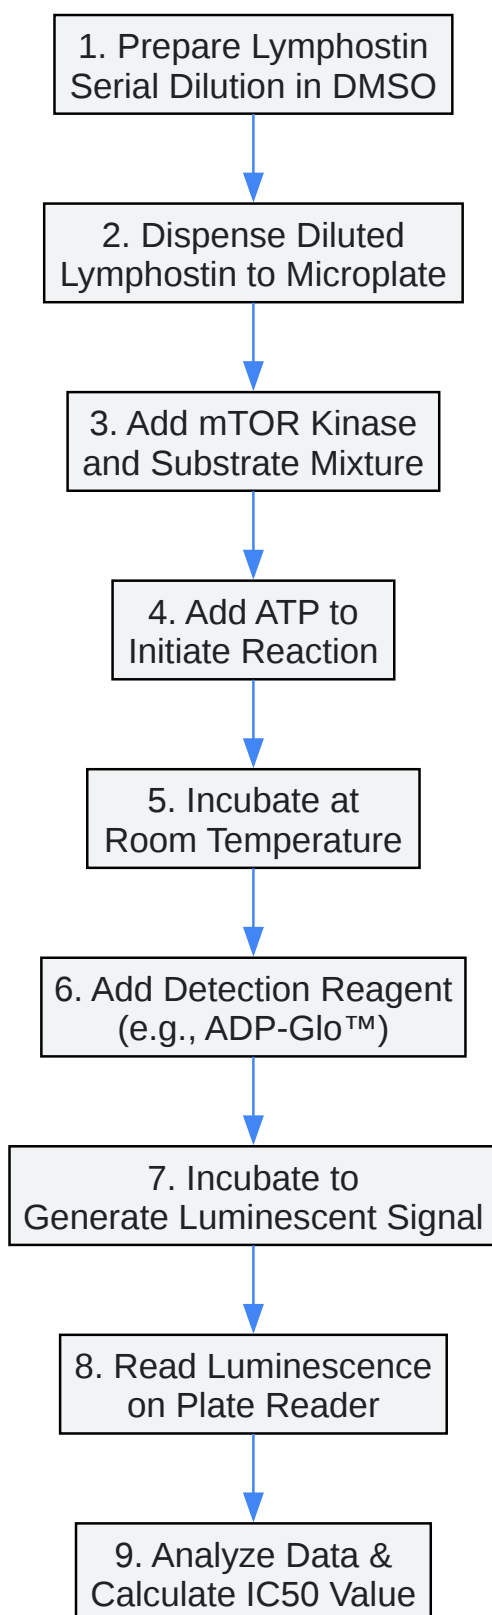 1. Prepare Lymphostin
Serial Dilution in DMSO
2. Dispense Diluted
Lymphostin to Microplate
3. Add mTOR Kinase
and Substrate Mixture
4. Add ATP to
Initiate Reaction
5. Incubate at
Room Temperature
6. Add Detection Reagent
(e.g., ADP-Glo™)
7. Incubate to
Generate Luminescent Signal
8. Read Luminescence
on Plate Reader
9. Analyze Data &
Calculate IC50 Value